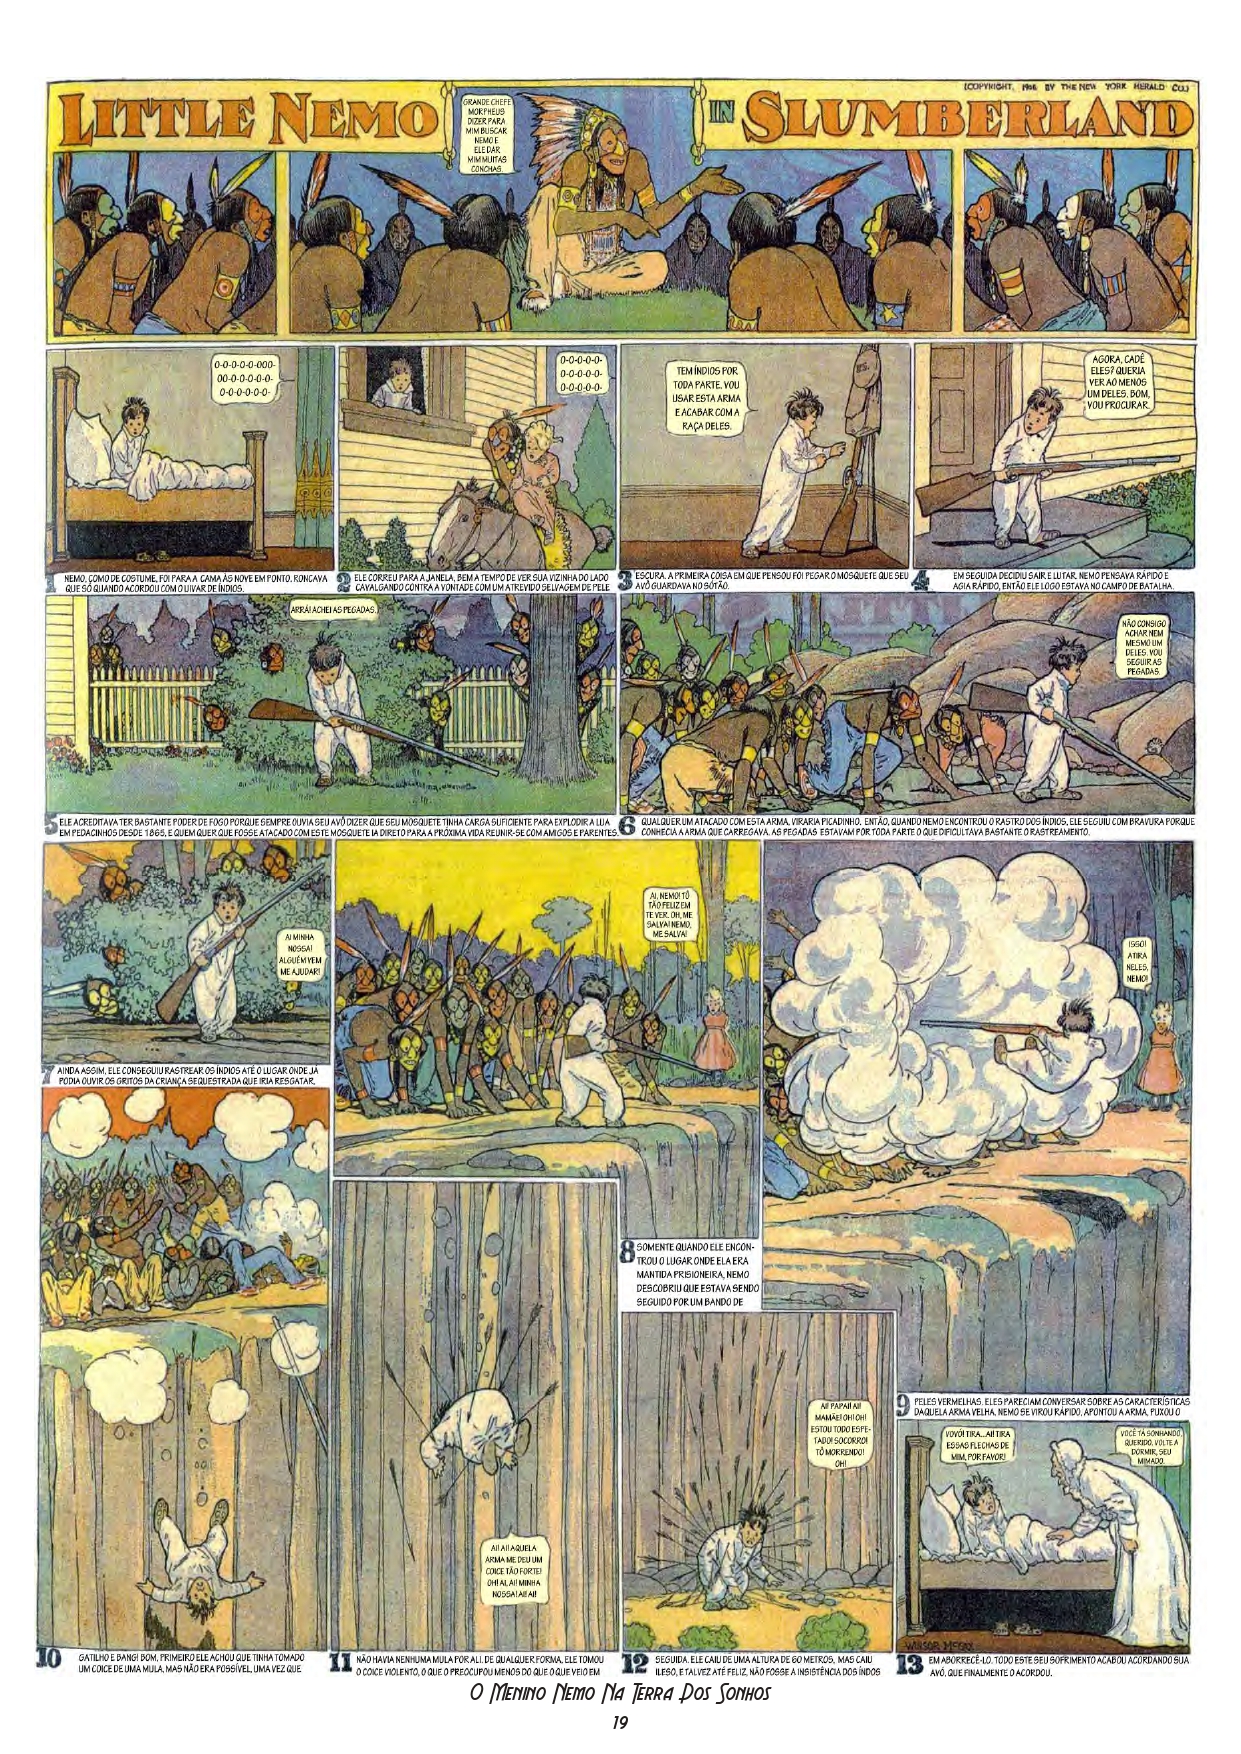 (COPYRIGHT, 1906 BY THE NEW YORK HERALD CO.)
LITTLE NEMO IN SLUMBERLAND
GRANDE CHEFE
MORPHEUS
DIZER PARA
MIM BUSCAR
NEMO E
ELE DAR
MIM MUITAS
CONCHAS.
O-O-O-O-O-OOO-
OO-O-O-O-O-O-
O-O-O-O-O-O-
1 NEMO, COMO DE COSTUME, FOI PARA A CAMA ÀS NOVE EM PONTO. RONCAVA
QUE SÓ QUANDO ACORDOU COM O UIVAR DE ÍNDIOS.
O-O-O-O-O-
O-O-O-O-O-
O-O-O-O-O-
2 ELE CORREU PARA A JANELA, BEM A TEMPO DE VER SUA VIZINHA DO LADO
CAVALGANDO CONTRA A VONTADE COM UM ATREVIDO SELVAGEM DE PELE
TEM ÍNDIOS POR
TODA PARTE. VOU
USAR ESTA ARMA
E ACABAR COM A
RAÇA DELES.
3 ESCURA. A PRIMEIRA COISA EM QUE PENSOU FOI PEGAR O MOSQUETE QUE SEU
AVÔ GUARDAVA NO SÓTÃO.
AGORA, CADÊ
ELES? QUERIA
VER AO MENOS
UM DELES. BOM,
VOU PROCURAR.
4 EM SEGUIDA DECIDIU SAIR E LUTAR. NEMO PENSAVA RÁPIDO E
AGIA RÁPIDO, ENTÃO ELE LOGO ESTAVA NO CAMPO DE BATALHA.
ARRÁ! ACHEI AS PEGADAS.
5 ELE ACREDITAVA TER BASTANTE PODER DE FOGO PORQUE SEMPRE OUVIA SEU AVÔ DIZER QUE SEU MOSQUETE TINHA CARGA SUFICIENTE PARA EXPLODIR A LUA
EM PEDACINHOS DESDE 1865, E QUEM QUER QUE FOSSE ATACADO COM ESTE MOSQUETE IA DIRETO PARA A PRÓXIMA VIDA REUNIR-SE COM AMIGOS E PARENTES.
NÃO CONSIGO
ACHAR NEM
MESMO UM
DELES. VOU
SEGUIR AS
PEGADAS.
6 QUALQUER UM ATACADO COM ESTA ARMA, VIRARIA PICADINHO. ENTÃO, QUANDO NEMO ENCONTROU O RASTRO DOS ÍNDIOS, ELE SEGUIU COM BRAVURA PORQUE
CONHECIA A ARMA QUE CARREGAVA. AS PEGADAS ESTAVAM POR TODA PARTE O QUE DIFICULTAVA BASTANTE O RASTREAMENTO.
AI MINHA
NOSSA!
ALGUÉM VEM
ME AJUDAR!
7 AINDA ASSIM, ELE CONSEGUIU RASTREAR OS ÍNDIOS ATÉ O LUGAR ONDE JÁ
PODIA OUVIR OS GRITOS DA CRIANÇA SEQUESTRADA QUE IRIA RESGATAR.
AI, NEMO! TÔ
TÃO FELIZ EM
TE VER. OH, ME
SALVA! NEMO,
ME SALVA!
8 SOMENTE QUANDO ELE ENCON-
TROU O LUGAR ONDE ELA ERA
MANTIDA PRISIONEIRA, NEMO
DESCOBRIU QUE ESTAVA SENDO
SEGUIDO POR UM BANDO DE
ISSO!
ATIRA
NELES,
NEMO!
9 PELES VERMELHAS. ELES PARECIAM CONVERSAR SOBRE AS CARACTERÍSTICAS
DAQUELA ARMA VELHA. NEMO SE VIROU RÁPIDO, APONTOU A ARMA, PUXOU O
10 GATILHO E BANG! BOM, PRIMEIRO ELE ACHOU QUE TINHA TOMADO
UM COICE DE UMA MULA, MAS NÃO ERA POSSÍVEL, UMA VEZ QUE
AI! AI! AQUELA
ARMA ME DEU UM
COICE TÃO FORTE!
OH! AI, AI! MINHA
NOSSA! AI! AI!
11 NÃO HAVIA NENHUMA MULA POR ALI. DE QUALQUER FORMA, ELE TOMOU
O COICE VIOLENTO, O QUE O PREOCUPOU MENOS DO QUE O QUE VEIO EM
AI! PAPAI! AI!
MAMÃE! OH! OH!
ESTOU TODO ESPE-
TADO! SOCORRO!
TÔ MORRENDO!
OH!
12 SEGUIDA. ELE CAIU DE UMA ALTURA DE 60 METROS, MAS CAIU
ILESO, E TALVEZ ATÉ FELIZ, NÃO FOSSE A INSISTÊNCIA DOS ÍNDIOS
VOVÓ! TIRA...AI! TIRA
ESSAS FLECHAS DE
MIM, POR FAVOR!
VOCÊ TÁ SONHANDO,
QUERIDO. VOLTE A
DORMIR, SEU
MIMADO.
WINSOR McCAY
13 EM ABORRECÊ-LO. TODO ESTE SEU SOFRIMENTO ACABOU ACORDANDO SUA
AVÓ, QUE FINALMENTE O ACORDOU.
O MENINO NEMO NA TERRA DOS SONHOS
19